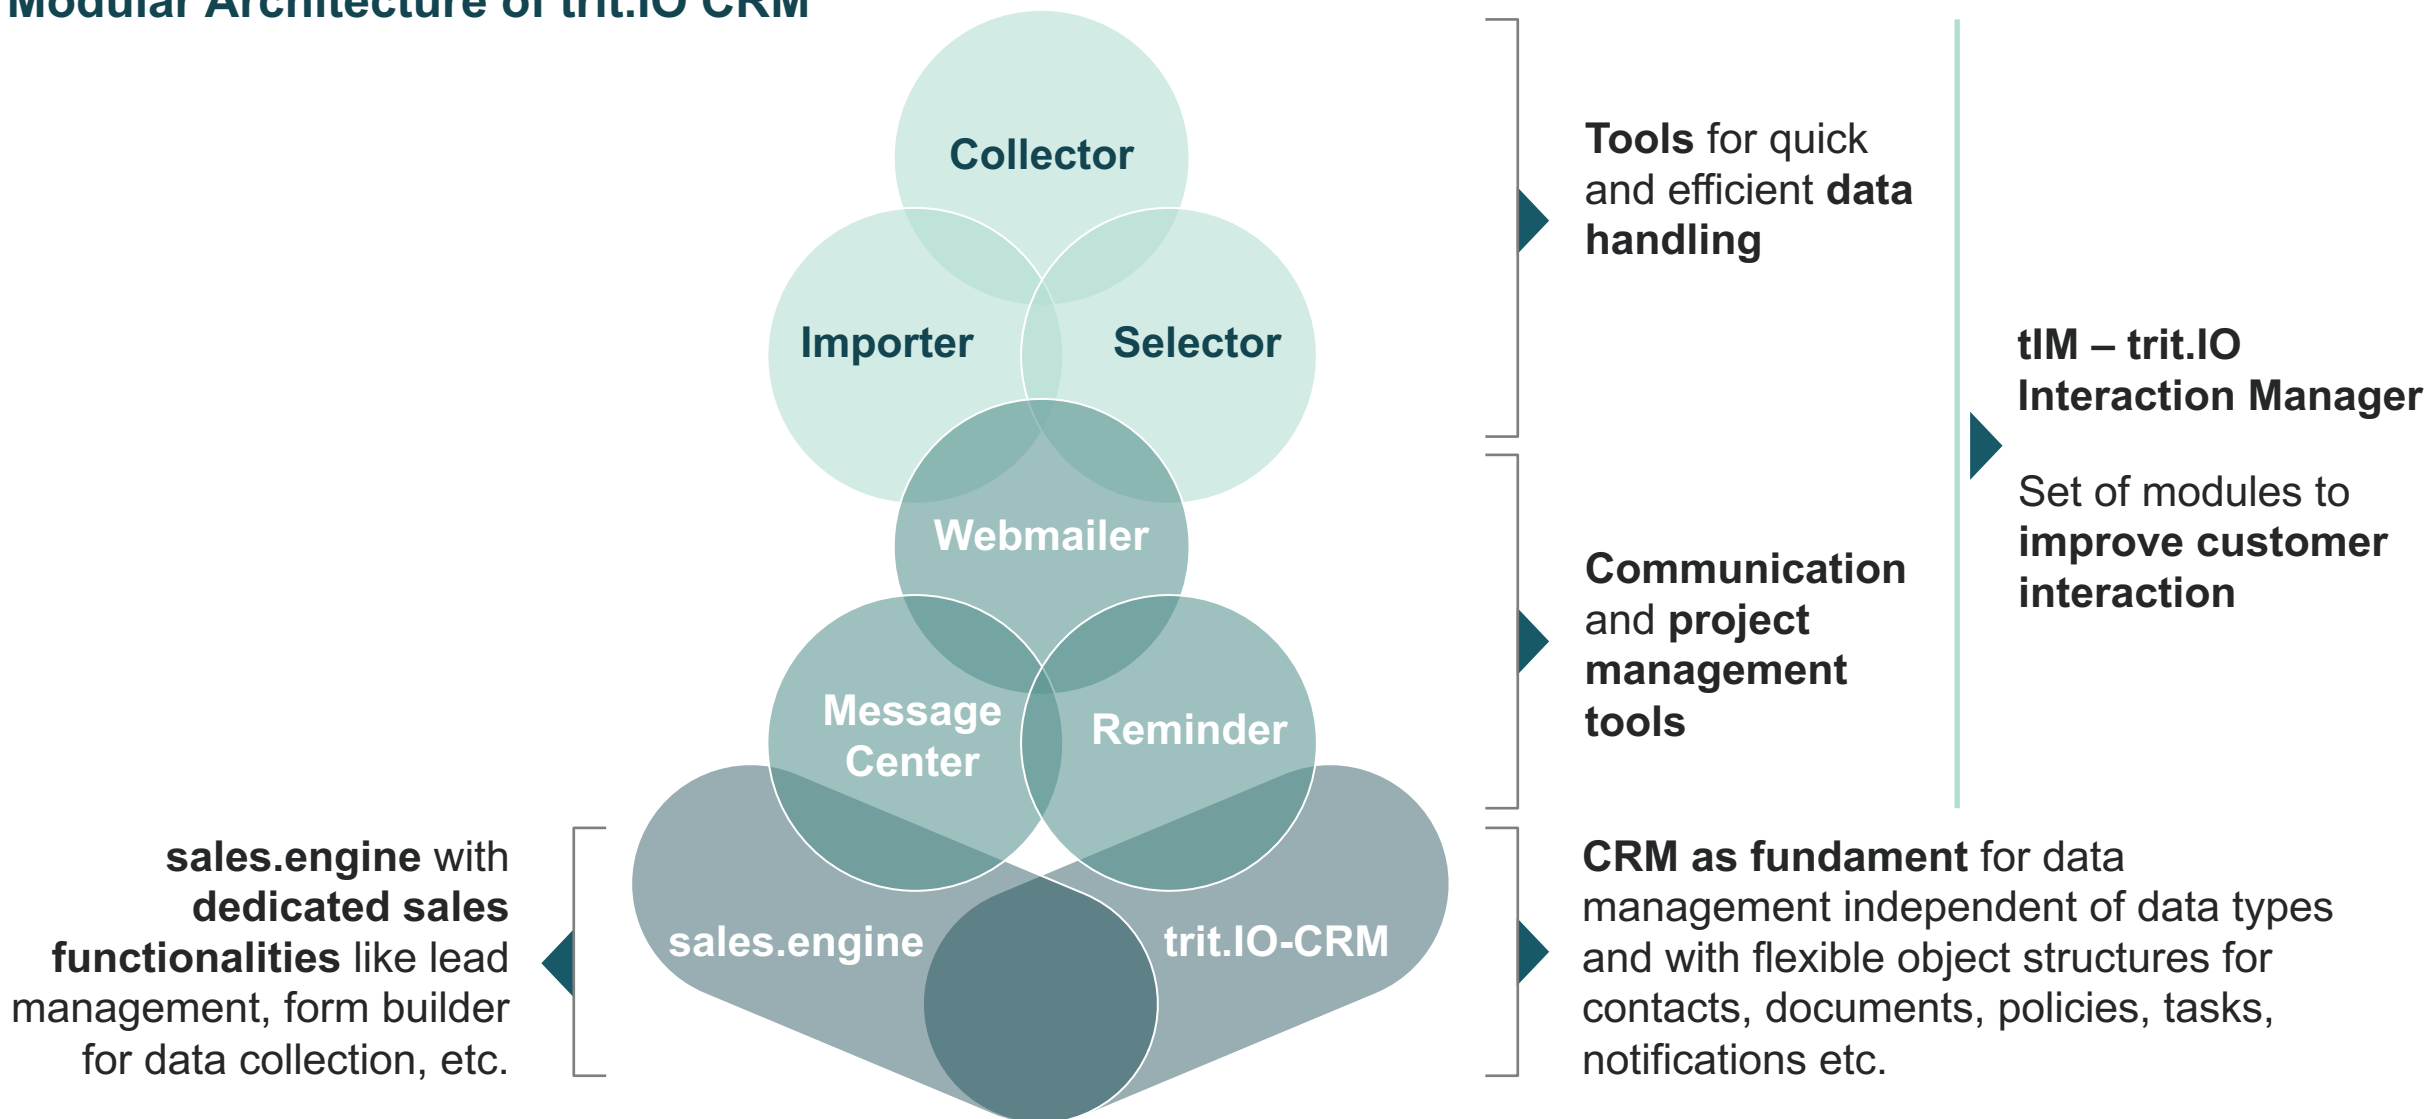 Modular Architecture of trit.IO CRM
Collector
Importer
Selector
Webmailer
Message
Center
Reminder
sales.engine
trit.IO-CRM
Tools for quick
and efficient data
handling
Communication
and project
management
tools
tIM – trit.IO
Interaction Manager
Set of modules to
improve customer
interaction
sales.engine with
dedicated sales
functionalities like lead
management, form builder
for data collection, etc.
CRM as fundament for data
management independent of data types
and with flexible object structures for
contacts, documents, policies, tasks,
notifications etc.